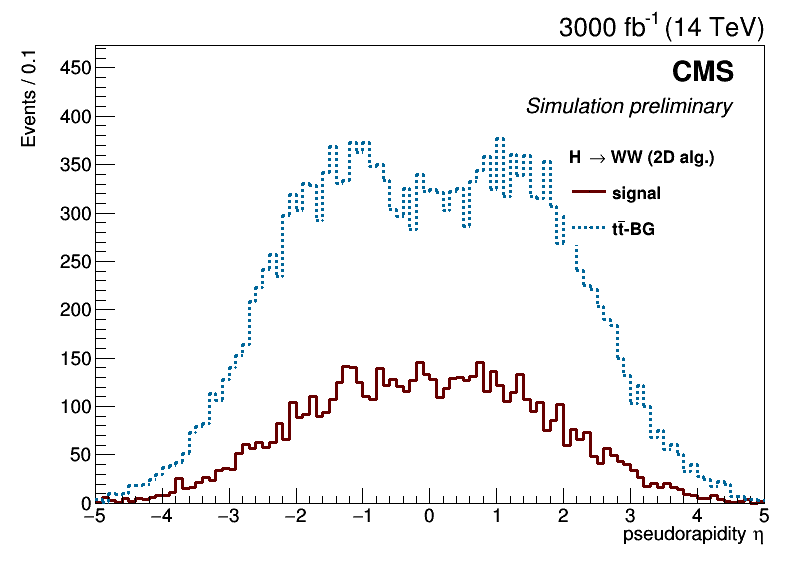 3000 fb⁻¹ (14 TeV)
Events / 0.1
CMS
Simulation preliminary
H → WW (2D alg.)
signal
tt̄-BG
450
400
350
300
250
200
150
100
50
0
−5 −4 −3 −2 −1 0 1 2 3 4 5
pseudorapidity η